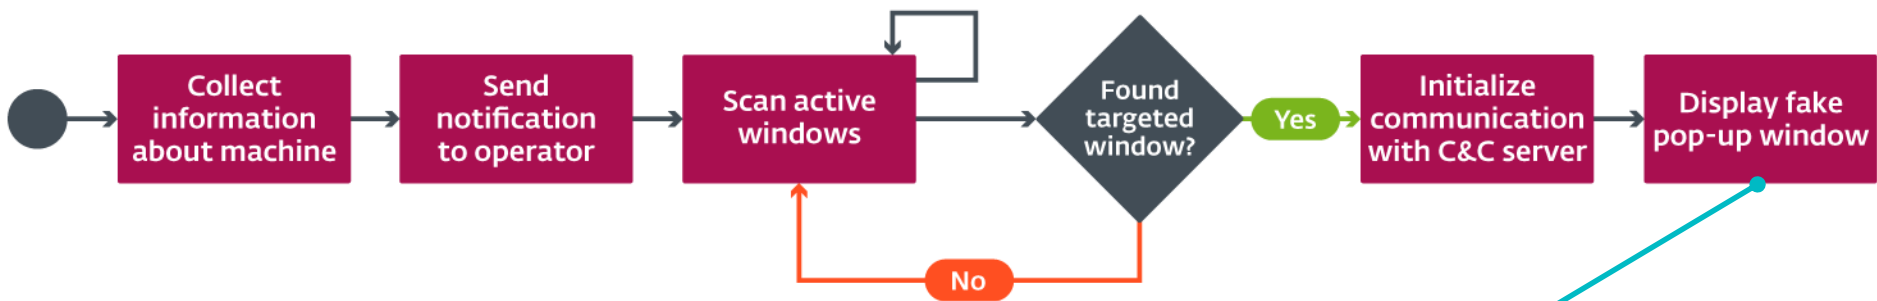 Collect
information
about machine
Send
notification
to operator
Scan active
windows
Found
targeted
window?
Yes
No
Initialize
communication
with C&C server
Display fake
pop-up window